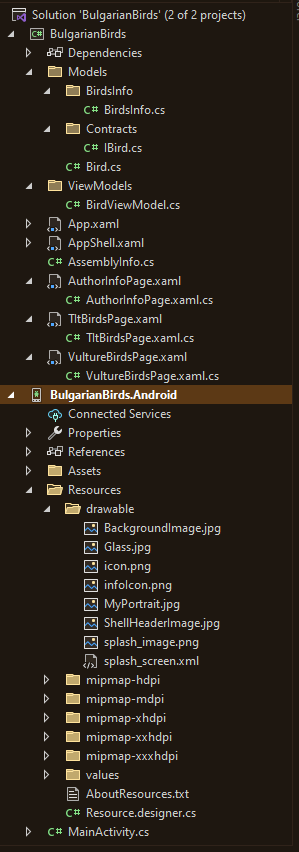 Solution 'BulgarianBirds' (2 of 2 projects)
BulgarianBirds
Dependencies
Models
BirdsInfo
BirdsInfo.cs
Contracts
IBird.cs
Bird.cs
ViewModels
BirdViewModel.cs
App.xaml
AppShell.xaml
AssemblyInfo.cs
AuthorInfoPage.xaml
AuthorInfoPage.xaml.cs
TltBirdsPage.xaml
TltBirdsPage.xaml.cs
VultureBirdsPage.xaml
VultureBirdsPage.xaml.cs
BulgarianBirds.Android
Connected Services
Properties
References
Assets
Resources
drawable
BackgroundImage.jpg
Glass.jpg
icon.png
infoIcon.png
MyPortrait.jpg
ShellHeaderImage.jpg
splash_image.png
splash_screen.xml
mipmap-hdpi
mipmap-mdpi
mipmap-xhdpi
mipmap-xxhdpi
mipmap-xxxhdpi
values
AboutResources.txt
Resource.designer.cs
MainActivity.cs